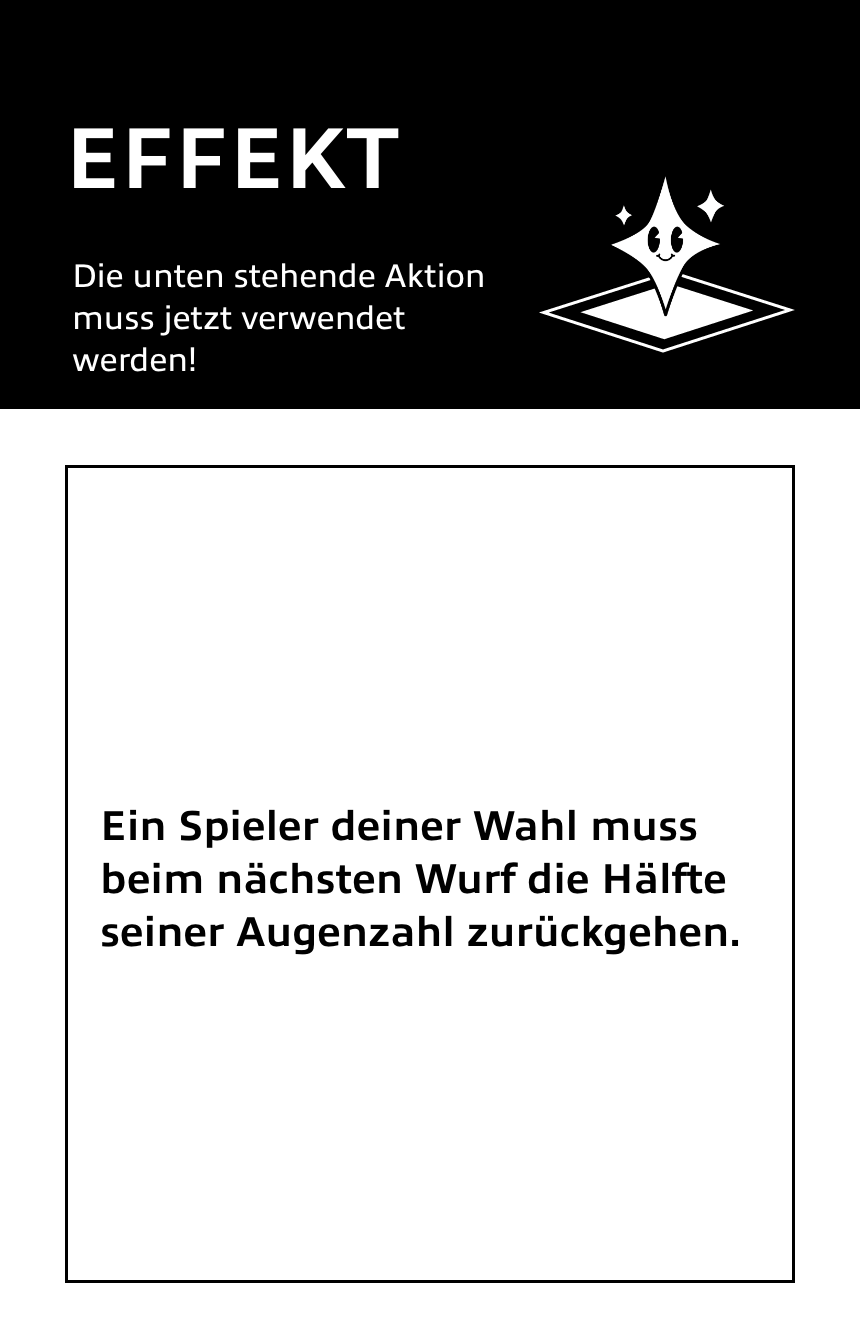 EFFEKT
Die unten stehende Aktion
muss jetzt verwendet
werden!
Ein Spieler deiner Wahl muss
beim nächsten Wurf die Hälfte
seiner Augenzahl zurückgehen.